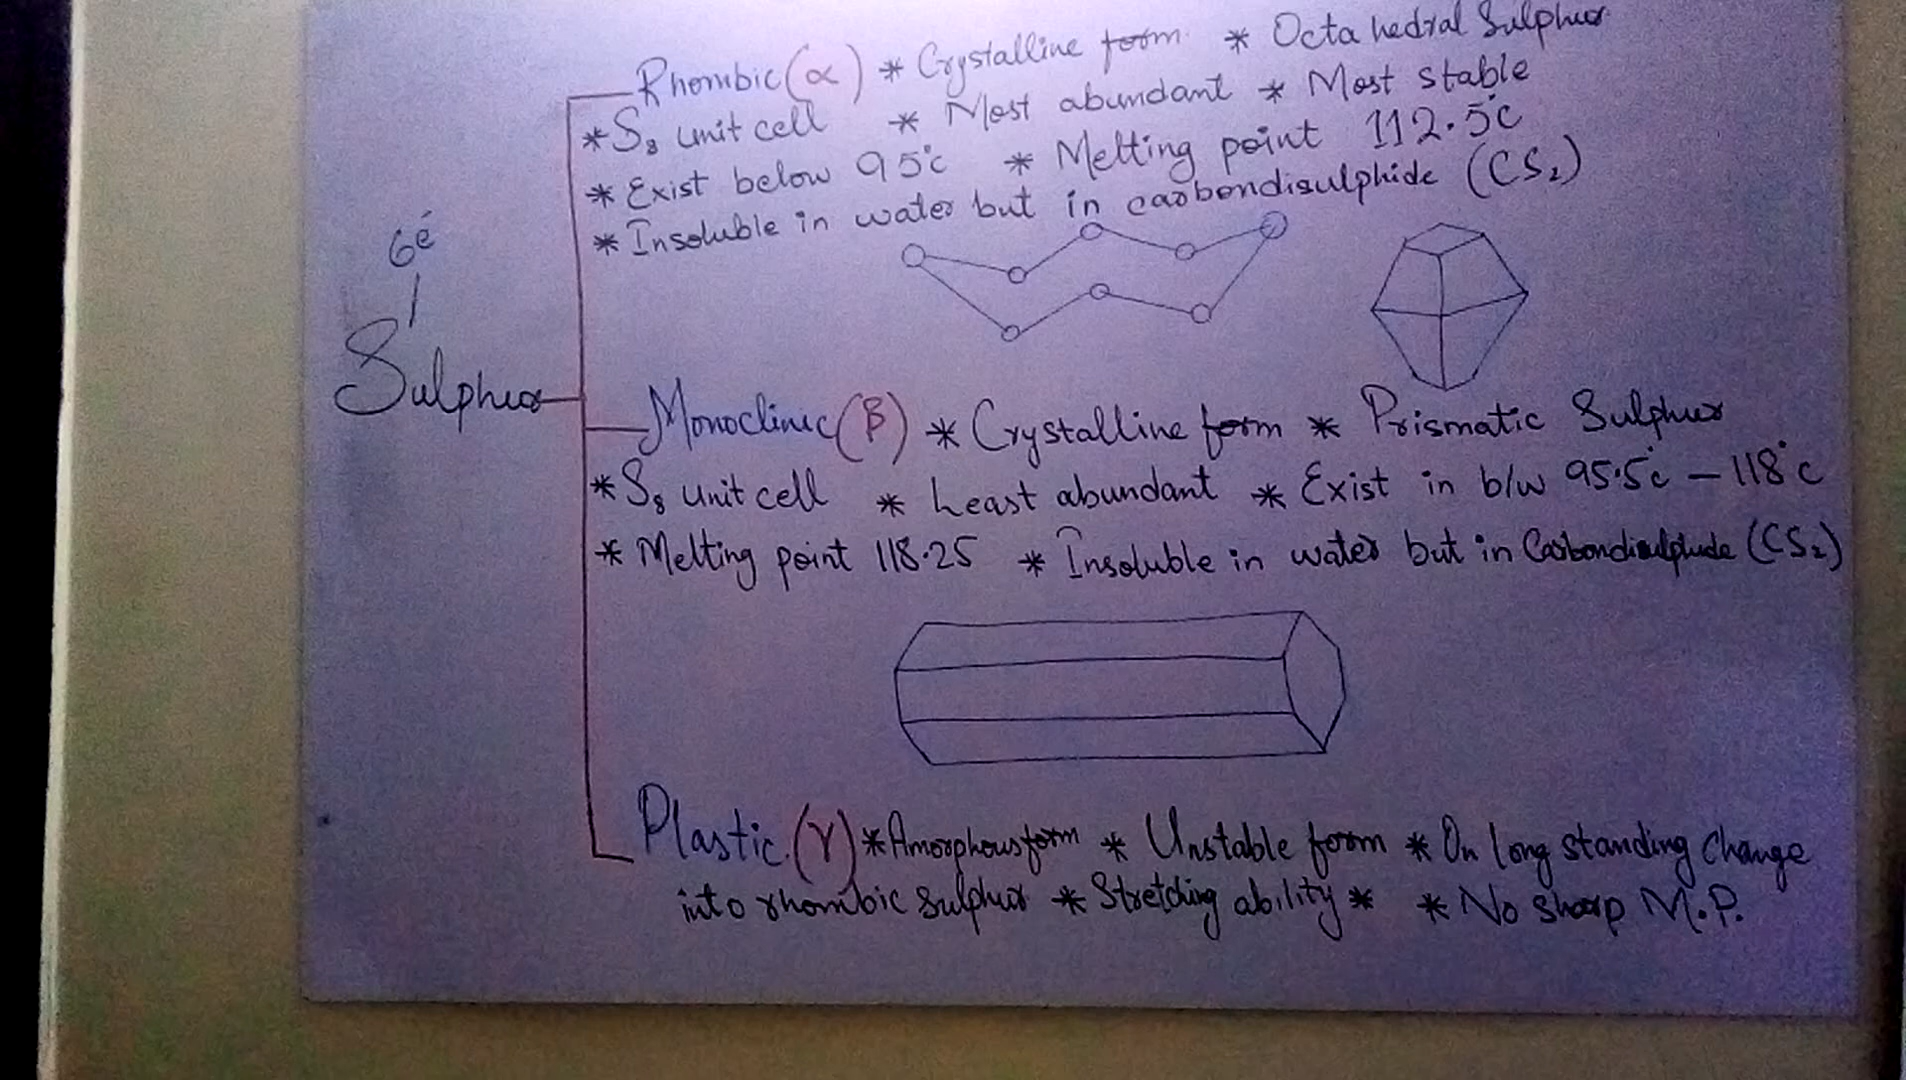 Rhombic (α) * Crystalline form * Octahedral Sulphur
* S₈ unit cell * Most abundant * Most stable
* Exist below 95°c * Melting point 112.5°c
* Insoluble in water but in carbondisulphide (CS₂)
6é
Sulphur
Monoclinic (β) * Crystalline form * Prismatic Sulphur
* S₈ unit cell * Least abundant * Exist in b/w 95.5°c – 118°c
* Melting point 118.25 * Insoluble in water but in Carbondisulphide (CS₂)
Plastic. (γ) * Amorphous form * Unstable form * On long standing change
into rhombic sulphur * Stretching ability * * No sharp M.P.